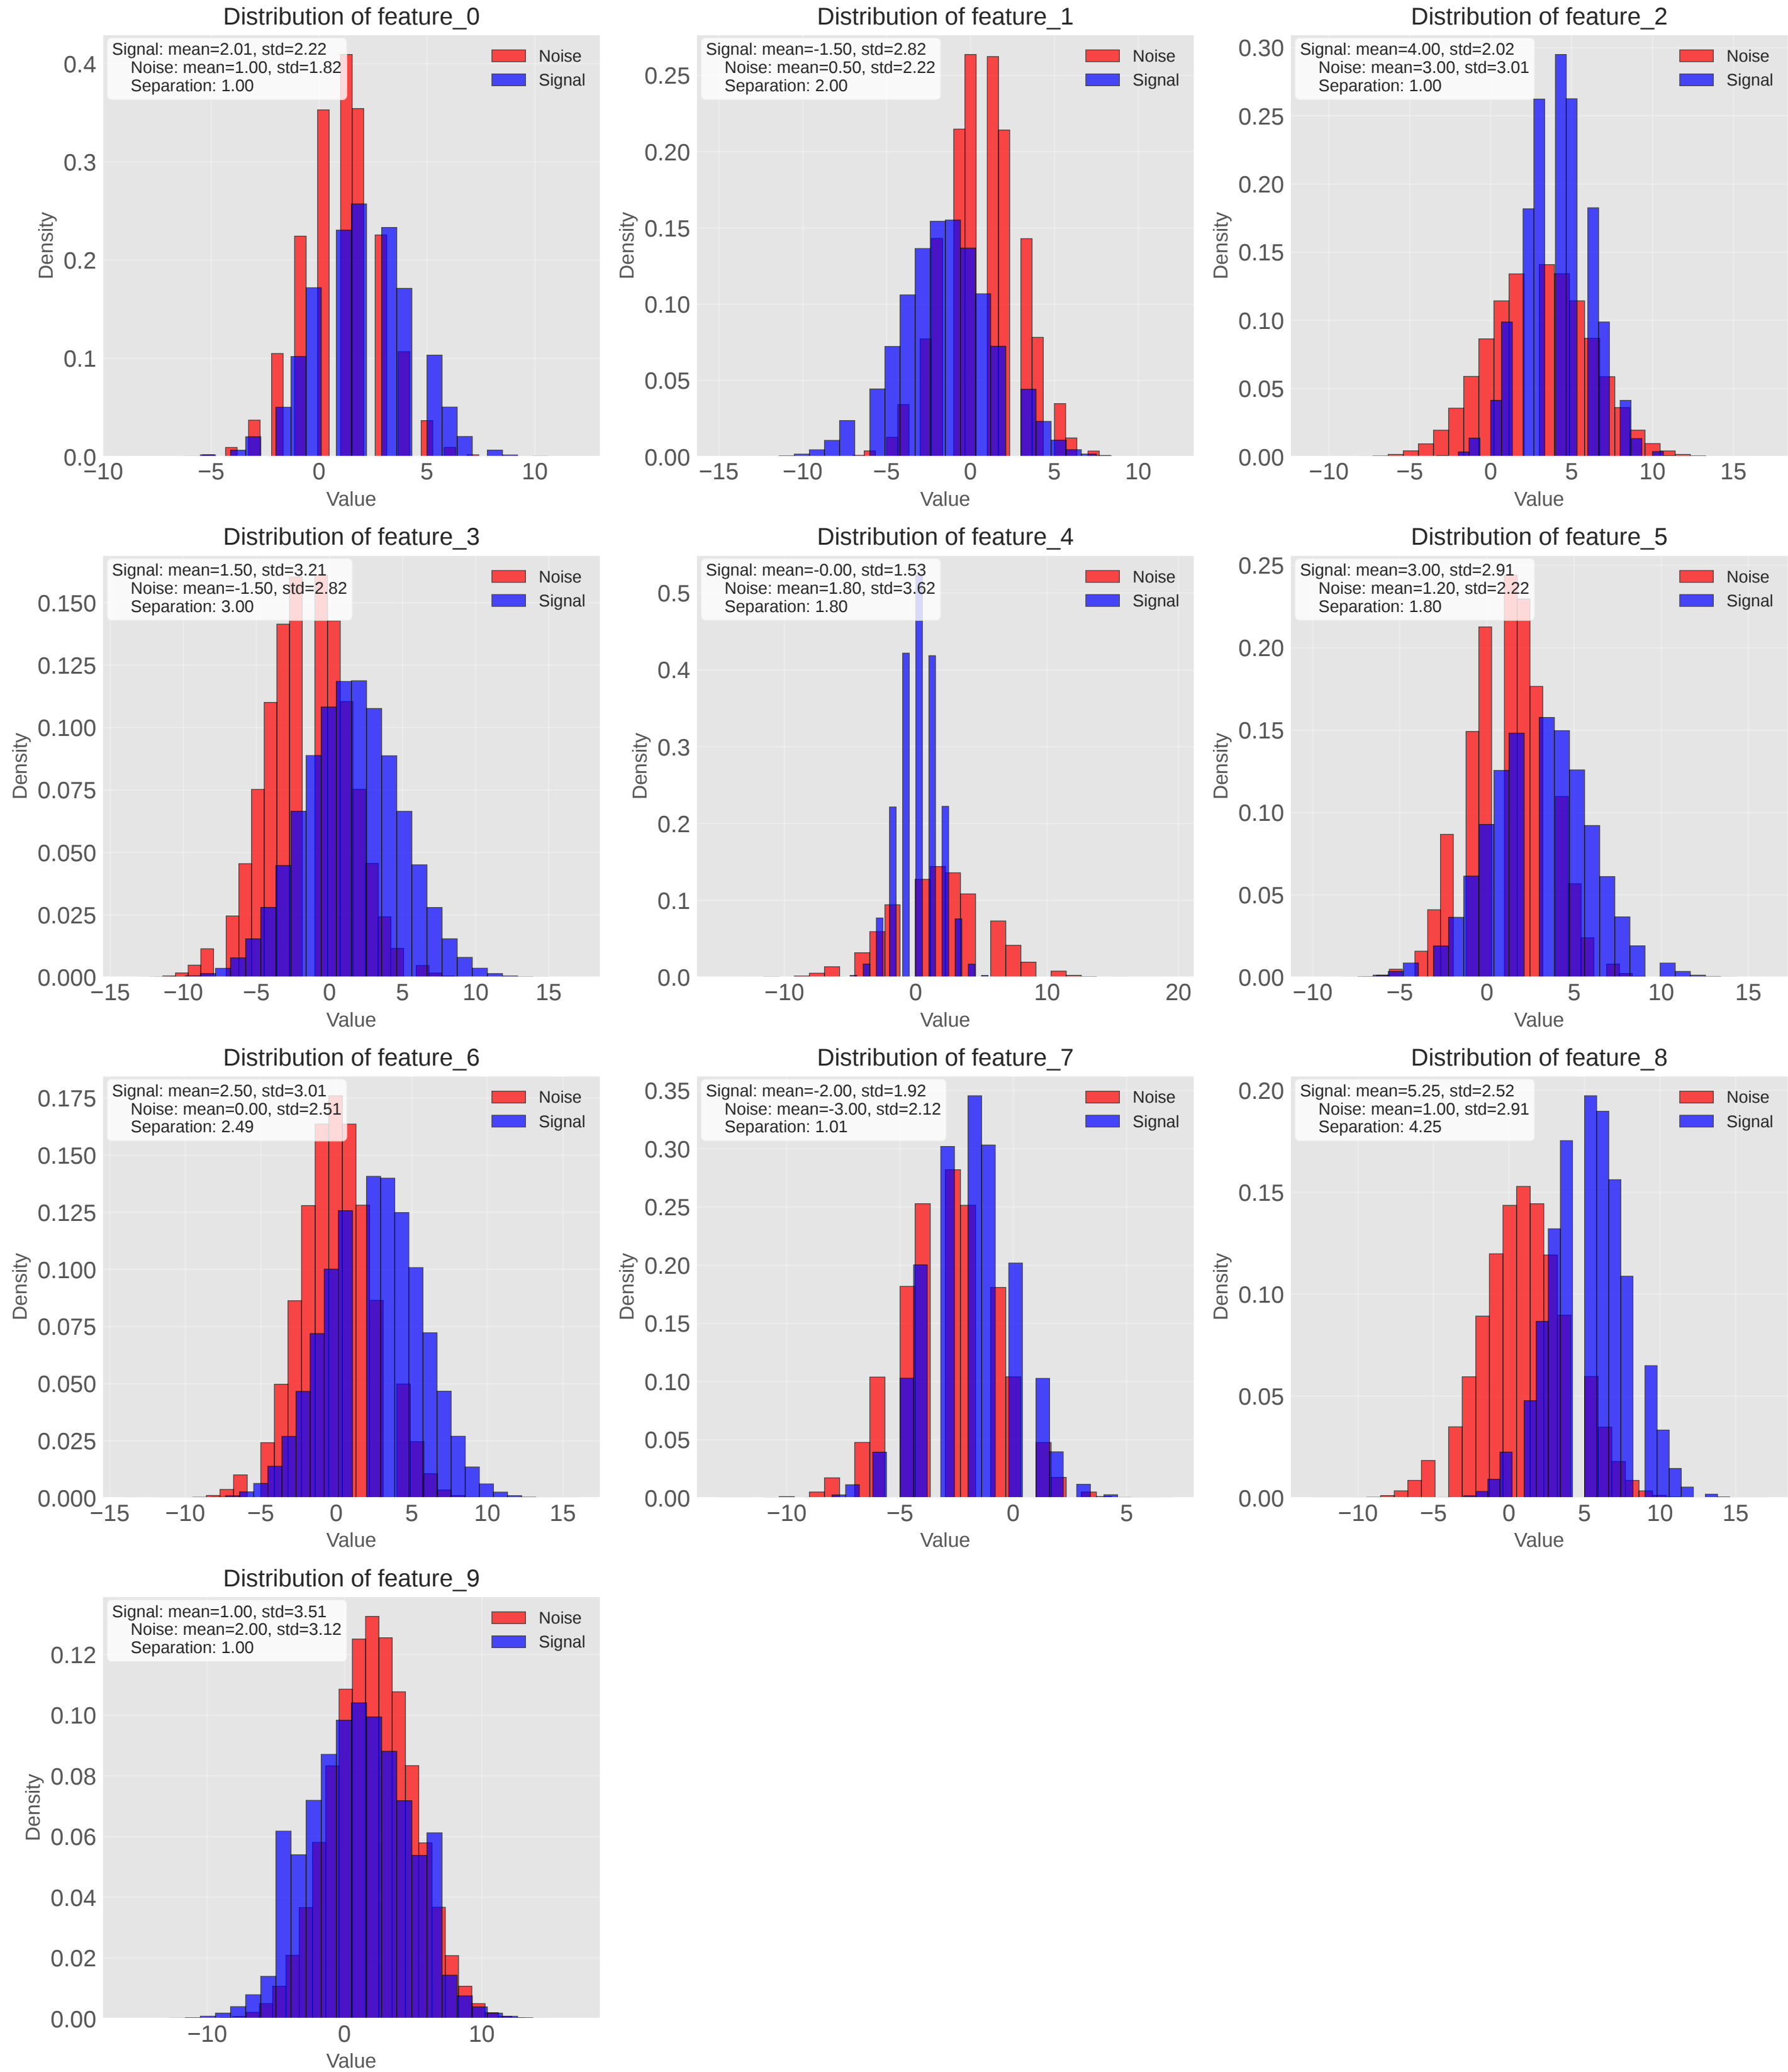 Distribution of feature_0
Signal: mean=2.01, std=2.22
Noise: mean=1.00, std=1.82
Separation: 1.00
Noise
Signal
0.4
0.3
0.2
0.1
0.0
Density
−10 −5 0 5 10
Value
Distribution of feature_1
Signal: mean=-1.50, std=2.82
Noise: mean=0.50, std=2.22
Separation: 2.00
Noise
Signal
0.25
0.20
0.15
0.10
0.05
0.00
Density
−15 −10 −5 0 5 10
Value
Distribution of feature_2
Signal: mean=4.00, std=2.02
Noise: mean=3.00, std=3.01
Separation: 1.00
Noise
Signal
0.30
0.25
0.20
0.15
0.10
0.05
0.00
Density
−10 −5 0 5 10 15
Value
Distribution of feature_3
Signal: mean=1.50, std=3.21
Noise: mean=-1.50, std=2.82
Separation: 3.00
Noise
Signal
0.150
0.125
0.100
0.075
0.050
0.025
0.000
Density
−15 −10 −5 0 5 10 15
Value
Distribution of feature_4
Signal: mean=-0.00, std=1.53
Noise: mean=1.80, std=3.62
Separation: 1.80
Noise
Signal
0.5
0.4
0.3
0.2
0.1
0.0
Density
−10 0 10 20
Value
Distribution of feature_5
Signal: mean=3.00, std=2.91
Noise: mean=1.20, std=2.22
Separation: 1.80
Noise
Signal
0.25
0.20
0.15
0.10
0.05
0.00
Density
−10 −5 0 5 10 15
Value
Distribution of feature_6
Signal: mean=2.50, std=3.01
Noise: mean=0.00, std=2.51
Separation: 2.49
Noise
Signal
0.175
0.150
0.125
0.100
0.075
0.050
0.025
0.000
Density
−15 −10 −5 0 5 10 15
Value
Distribution of feature_7
Signal: mean=-2.00, std=1.92
Noise: mean=-3.00, std=2.12
Separation: 1.01
Noise
Signal
0.35
0.30
0.25
0.20
0.15
0.10
0.05
0.00
Density
−10 −5 0 5
Value
Distribution of feature_8
Signal: mean=5.25, std=2.52
Noise: mean=1.00, std=2.91
Separation: 4.25
Noise
Signal
0.20
0.15
0.10
0.05
0.00
Density
−10 −5 0 5 10 15
Value
Distribution of feature_9
Signal: mean=1.00, std=3.51
Noise: mean=2.00, std=3.12
Separation: 1.00
Noise
Signal
0.12
0.10
0.08
0.06
0.04
0.02
0.00
Density
−10 0 10
Value